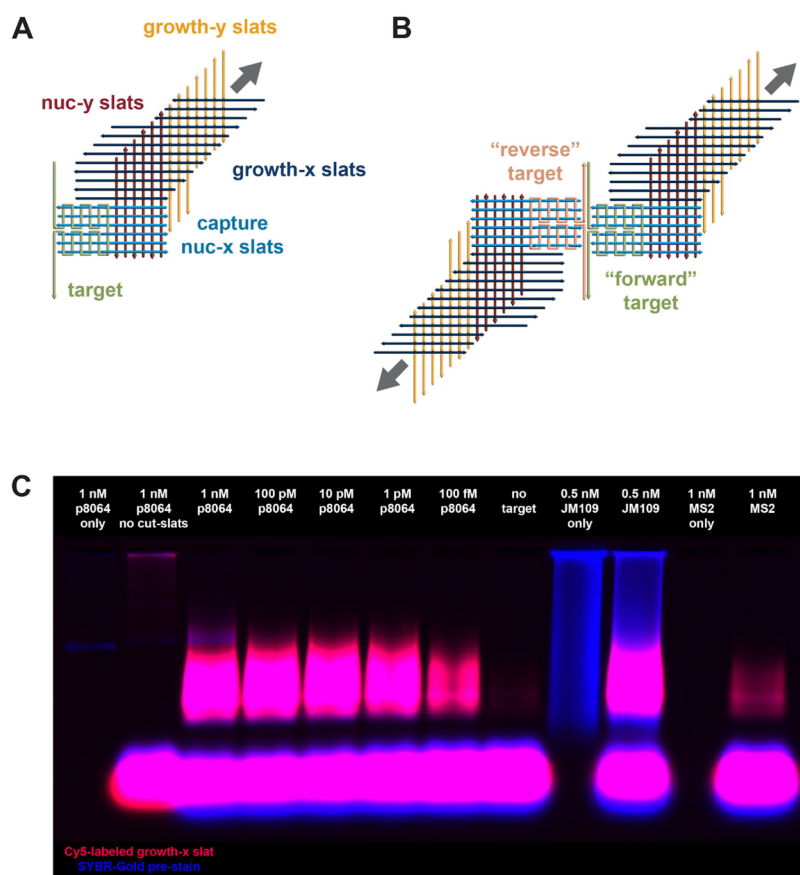 A
growth-y slats
nuc-y slats
growth-x slats
capture
nuc-x slats
target
B
“reverse”
target
“forward”
target
C
1 nM
p8064
only
1 nM
p8064
no cut-slats
1 nM
p8064
100 pM
p8064
10 pM
p8064
1 pM
p8064
100 fM
p8064
no
target
0.5 nM
JM109
only
0.5 nM
JM109
1 nM
MS2
only
1 nM
MS2
Cy5-labeled growth-x slat
SYBR-Gold pre-stain